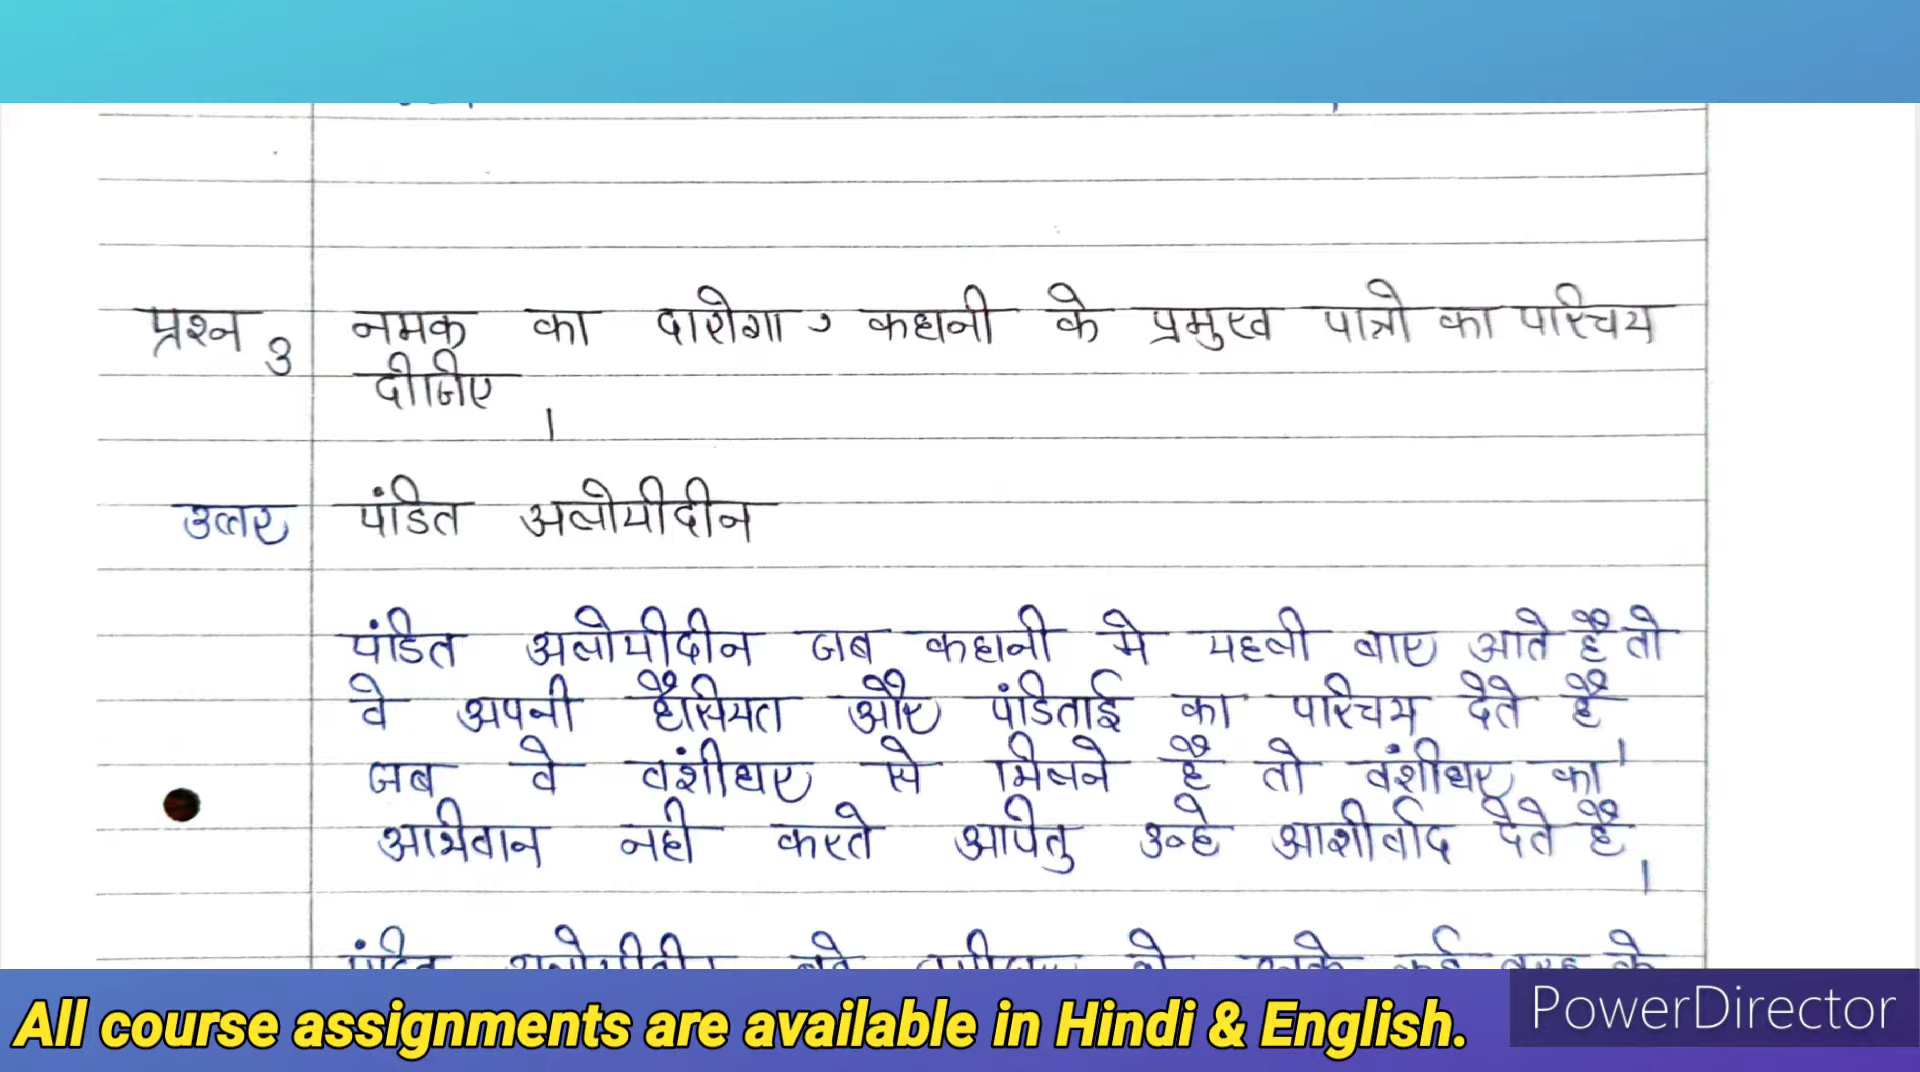 प्रश्न 3 नमक का दारोगा, कहानी के प्रमुख पात्रो का परिचय
दीजिए ।
उत्तर पंडित अलोपीदीन
पंडित अलोपीदीन जब कहानी मे पहली बार आते हैं तो
वे अपनी हैसियत और पंडिताई का परिचय देते हैं ।
जब वे वंशीधर से मिलने हैं तो वंशीधर का
अभिवान नही करते अपितु उन्हे आशीर्वाद देते हैं ।
पंडित अलोपीदीन
All course assignments are available in Hindi & English.
PowerDirector